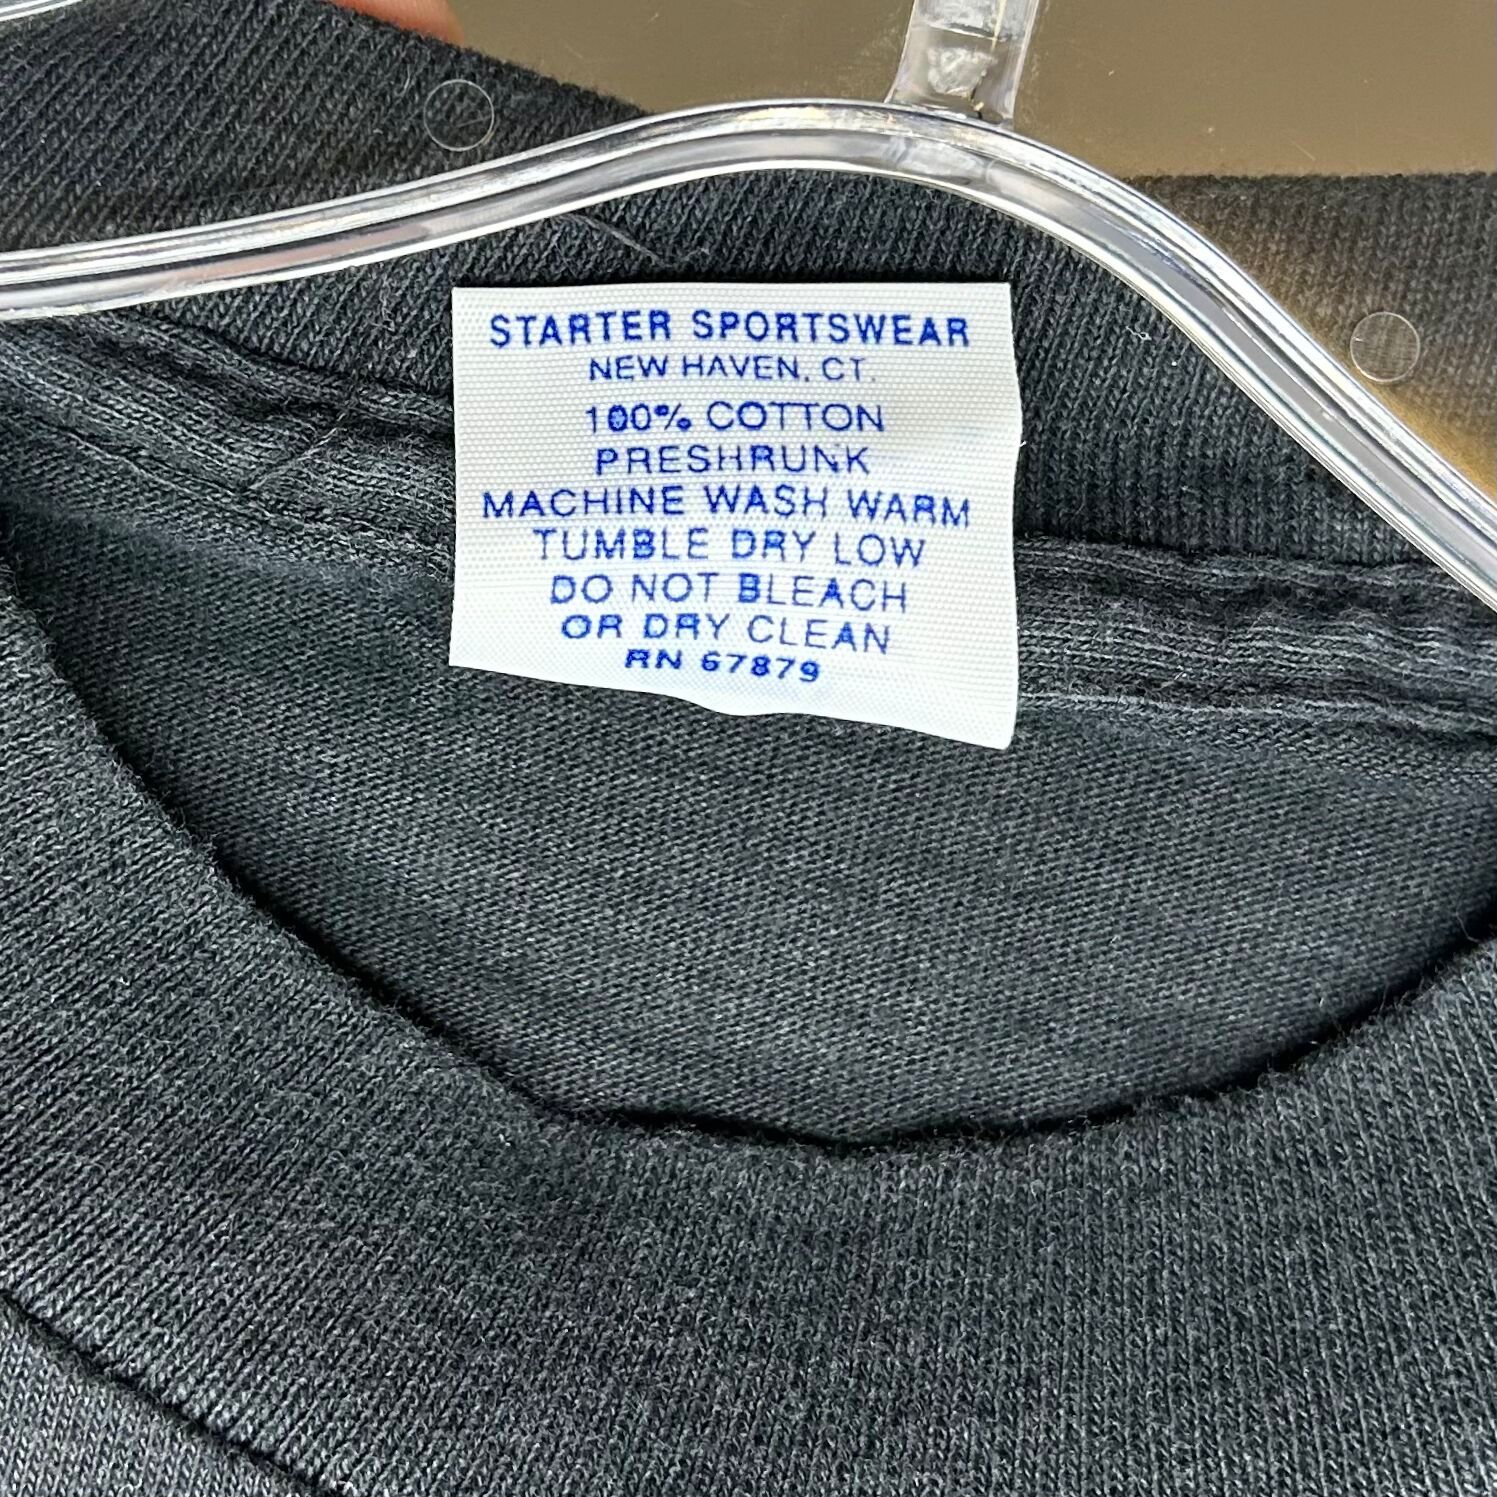 STARTER SPORTSWEAR
NEW HAVEN, CT.
100% COTTON
PRESHRUNK
MACHINE WASH WARM
TUMBLE DRY LOW
DO NOT BLEACH
OR DRY CLEAN
RN 67879